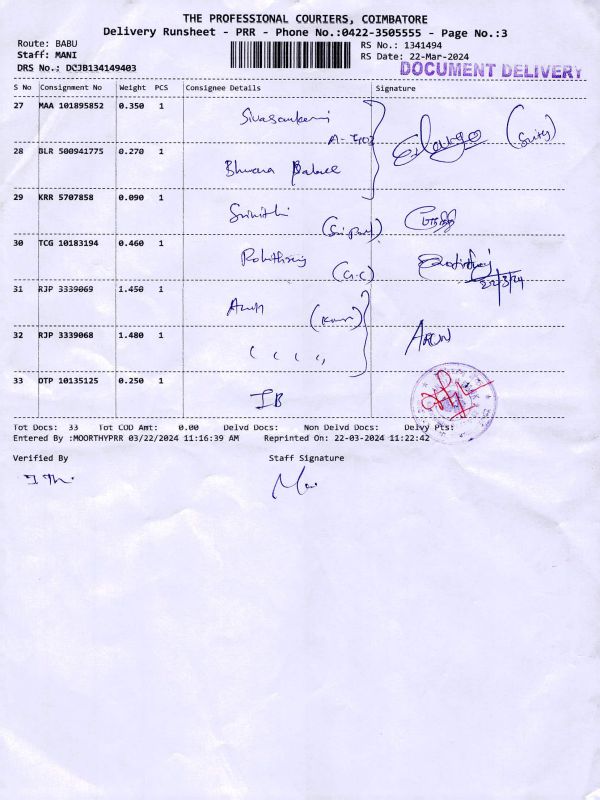 THE PROFESSIONAL COURIERS, COIMBATORE
Delivery Runsheet - PRR - Phone No.:0422-3505555 - Page No.:3
Route: BABU
Staff: MANI
DRS No.: DCJB134149403
RS No.: 1341494
RS Date: 22-Mar-2024
DOCUMENT DELIVERY
S No Consignment No Weight PCS Consignee Details Signature
27 MAA 101895852 0.350 1
28 BLR 500941775 0.270 1
29 KRR 5707858 0.090 1
30 TCG 10183194 0.460 1 (G.C)
22/3/24
31 RJP 3339069 1.450 1 Arun
32 RJP 3339068 1.480 1 ARUN
33 DTP 10135125 0.250 1 IB
Tot Docs: 33 Tot COD Amt: 0.00 Delvd Docs: Non Delvd Docs: Delvy Pts:
Entered By :MOORTHYPRR 03/22/2024 11:16:39 AM Reprinted On: 22-03-2024 11:22:42
Verified By Staff Signature